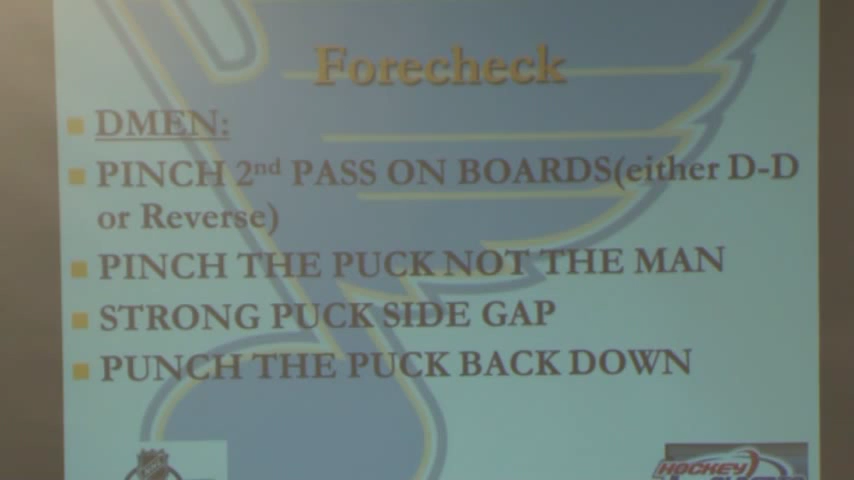 Forecheck
DMEN:
PINCH 2nd PASS ON BOARDS(either D-D
or Reverse)
PINCH THE PUCK NOT THE MAN
STRONG PUCK SIDE GAP
PUNCH THE PUCK BACK DOWN
HOCKEY